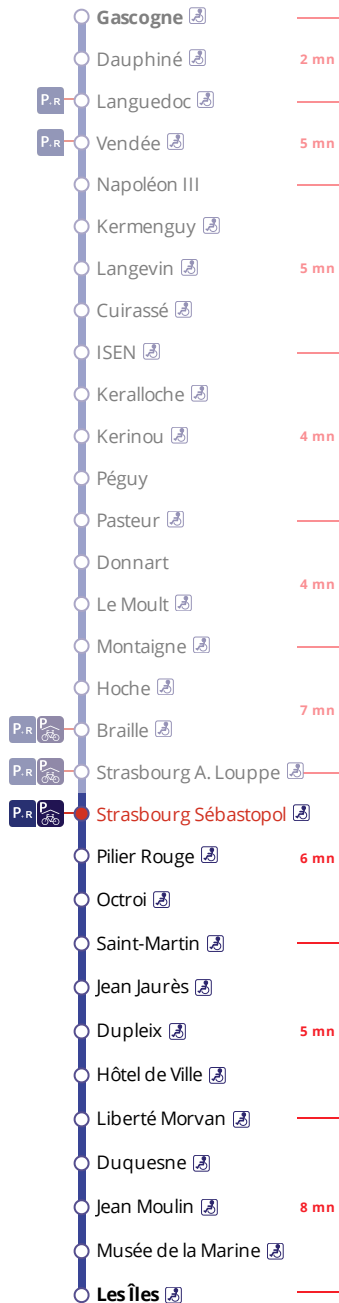 Gascogne
Dauphiné 2 mn
P+R Languedoc
P+R Vendée 5 mn
Napoléon III
Kermenguy
Langevin 5 mn
Cuirassé
ISEN
Keralloche
Kerinou 4 mn
Péguy
Pasteur
Donnart
4 mn
Le Moult
Montaigne
Hoche
7 mn
P+R P Braille
P+R P Strasbourg A. Louppe
P+R P Strasbourg Sébastopol
Pilier Rouge 6 mn
Octroi
Saint-Martin
Jean Jaurès
Dupleix 5 mn
Hôtel de Ville
Liberté Morvan
Duquesne
Jean Moulin 8 mn
Musée de la Marine
Les Îles